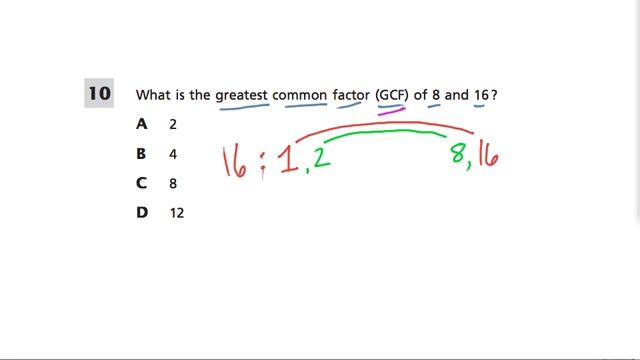 10 What is the greatest common factor (GCF) of 8 and 16?
A 2
B 4
16 : 1, 2 8, 16
C 8
D 12